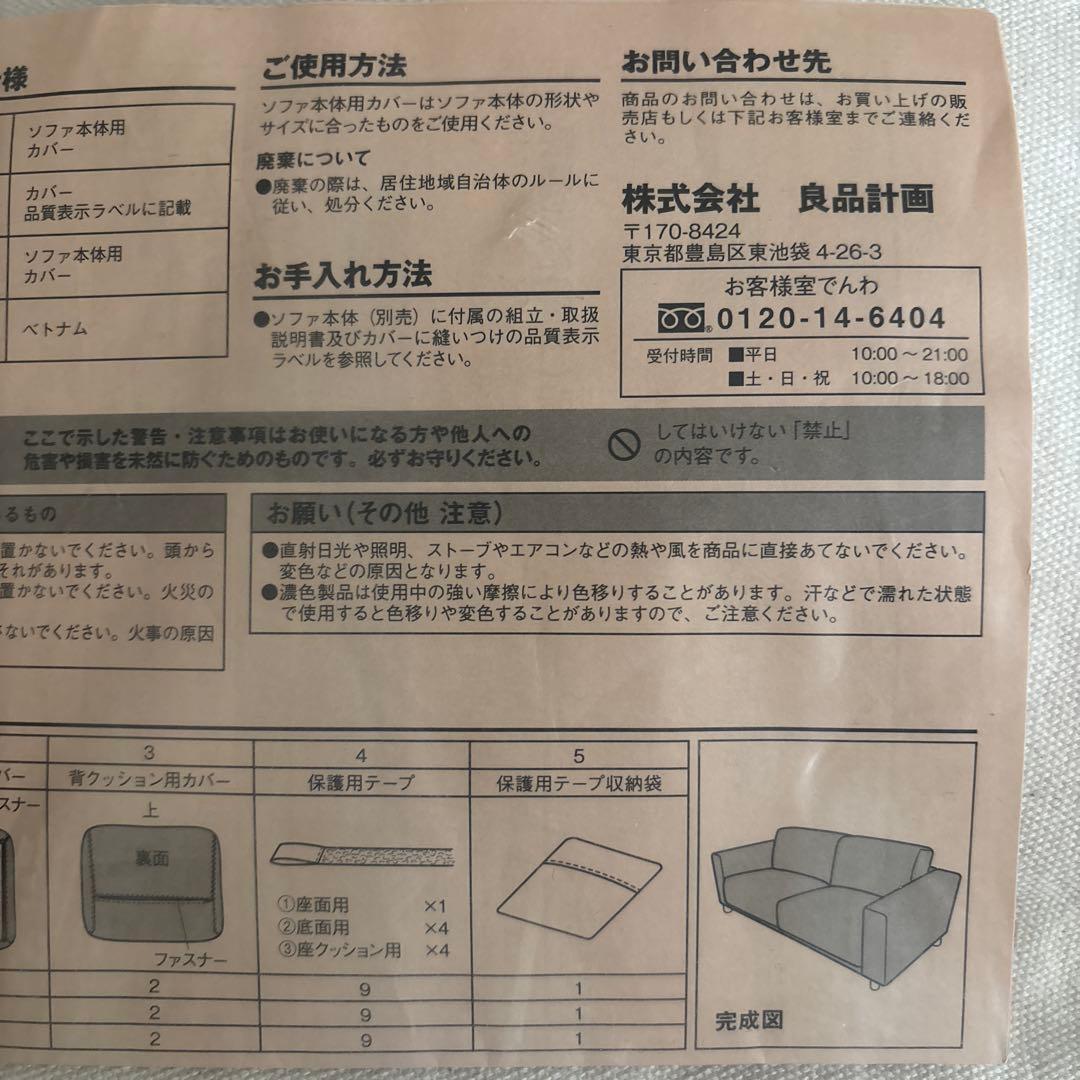 様
ソファ本体用
カバー
カバー
品質表示ラベルに記載
ソファ本体用
カバー
ベトナム
ご使用方法
ソファ本体用カバーはソファ本体の形状や
サイズに合ったものをご使用ください。
廃棄について
●廃棄の際は、居住地域自治体のルールに
従い、処分ください。
お手入れ方法
●ソファ本体（別売）に付属の組立・取扱
説明書及びカバーに縫いつけの品質表示
ラベルを参照してください。
お問い合わせ先
商品のお問い合わせは、お買い上げの販
売店もしくは下記お客様室までご連絡くだ
さい。
株式会社 良品計画
〒170-8424
東京都豊島区東池袋 4-26-3
お客様室でんわ
0120-14-6404
受付時間 ■平日 10:00～21:00
■土・日・祝 10:00～18:00
ここで示した警告・注意事項はお使いになる方や他人への
危害や損害を未然に防ぐためのものです。必ずお守りください。
してはいけない「禁止」
の内容です。
るもの
置かないでください。頭から
それがあります。
置かないでください。火災の
ないでください。火事の原因
お願い（その他 注意）
●直射日光や照明、ストーブやエアコンなどの熱や風を商品に直接あてないでください。
変色などの原因となります。
●濃色製品は使用中の強い摩擦により色移りすることがあります。汗などで濡れた状態
で使用すると色移りや変色することがありますので、ご注意ください。
3 4 5
バー 背クッション用カバー 保護用テープ 保護用テープ収納袋
スナー
上
裏面
ファスナー
①座面用 ×1
②底面用 ×4
③座クッション用 ×4
2 9 1
2 9 1
2 9 1
完成図